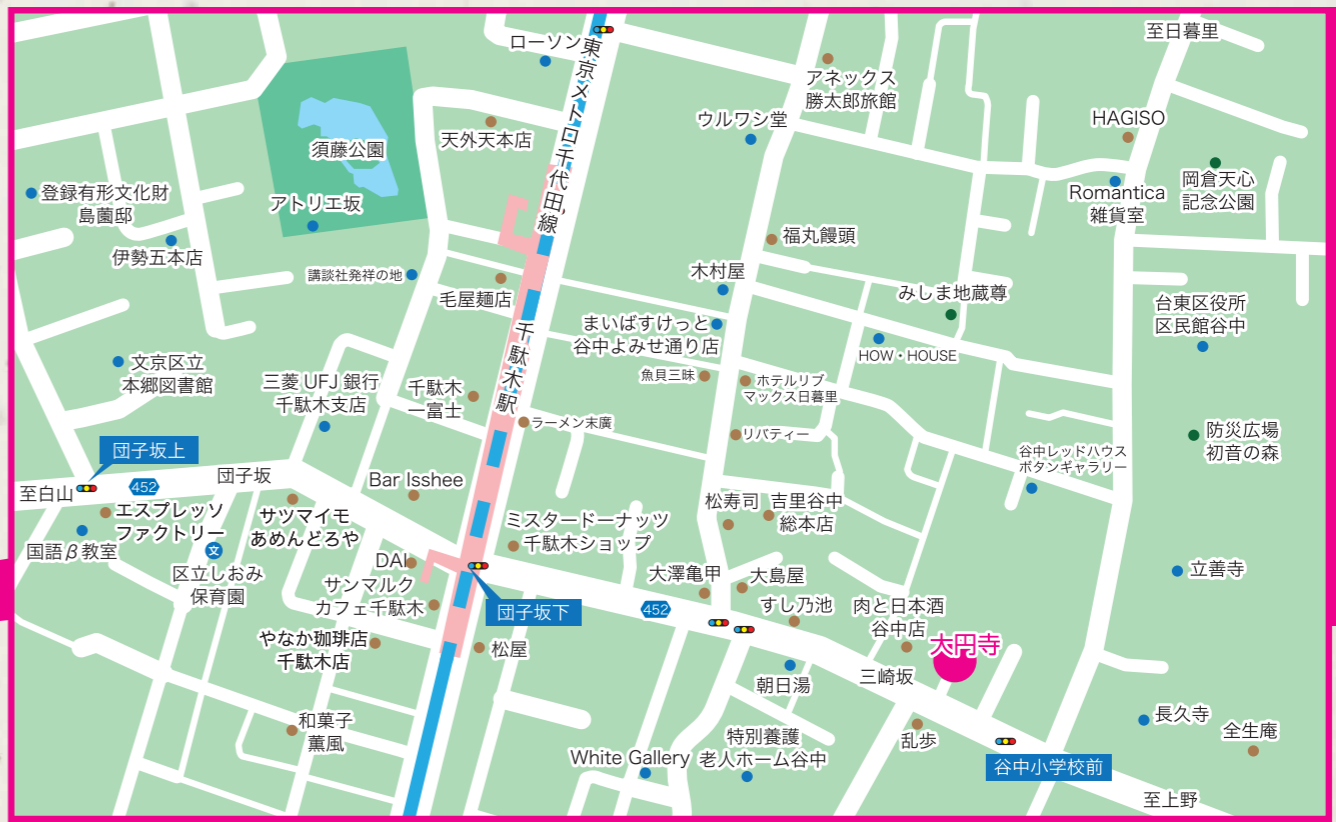 ローソン
東京メトロ千代田線
至日暮里
アネックス
勝太郎旅館
ウルワシ堂
HAGISO
天外天本店
須藤公園
岡倉天心
記念公園
Romantica
雑貨室
登録有形文化財
島薗邸
アトリエ坂
伊勢五本店
福丸饅頭
講談社発祥の地
木村屋
毛屋麺店
みしま地蔵尊
台東区役所
区民館谷中
まいばすけっと
谷中よみせ通り店
千駄木駅
HOW・HOUSE
文京区立
本郷図書館
三菱 UFJ 銀行
千駄木支店
千駄木
一富士
魚貝三昧
ホテルリブ
マックス日暮里
ラーメン末廣
リバティー
防災広場
初音の森
谷中レッドハウス
ボタンギャラリー
団子坂上
団子坂
至白山
452
Bar Isshee
エスプレッソ
ファクトリー
サツマイモ
あめんどろや
松寿司
吉里谷中
総本店
ミスタードーナッツ
千駄木ショップ
国語β教室
文
区立しおみ
保育園
DAI
サンマルク
カフェ千駄木
団子坂下
452
大澤亀甲
大島屋
すし乃池
肉と日本酒
谷中店
立善寺
大円寺
やなか珈琲店
千駄木店
松屋
朝日湯
三崎坂
和菓子
薫風
White Gallery
特別養護
老人ホーム谷中
乱歩
長久寺
全生庵
谷中小学校前
至上野